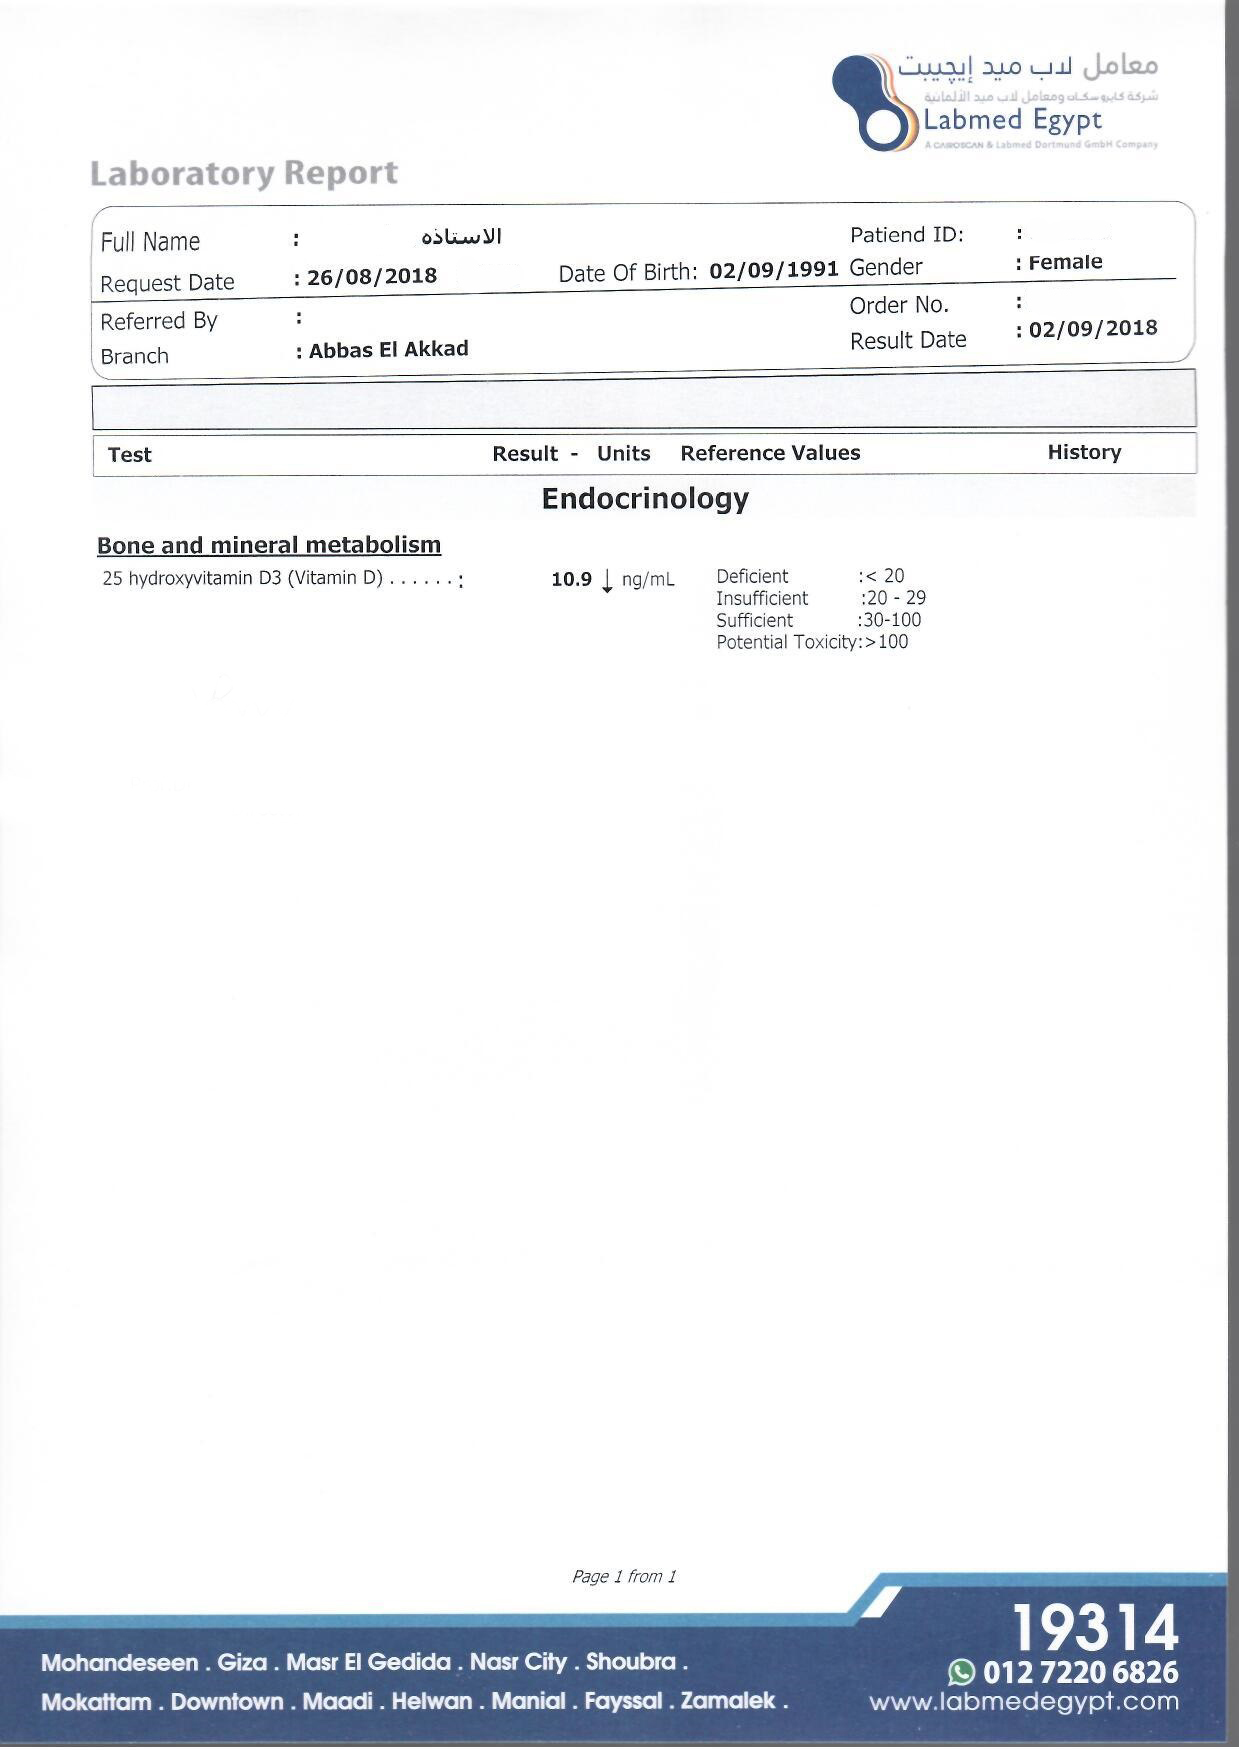 معامل لاب ميد إيجيبت
شركة كايروسكان ومعامل لاب ميد الألمانية
Labmed Egypt
A CAIROSCAN & Labmed Dortmund GmbH Company
Laboratory Report
Full Name : الاستاذه Patiend ID: :
Request Date : 26/08/2018 Date Of Birth: 02/09/1991 Gender : Female
Referred By : Order No. :
Branch : Abbas El Akkad Result Date : 02/09/2018
Test Result - Units Reference Values History
Endocrinology
Bone and mineral metabolism
25 hydroxyvitamin D3 (Vitamin D) . . . . . . : 10.9 ↓ ng/mL Deficient :< 20
Insufficient :20 - 29
Sufficient :30-100
Potential Toxicity:>100
Page 1 from 1
19314
Mohandeseen . Giza . Masr El Gedida . Nasr City . Shoubra . 012 7220 6826
Mokattam . Downtown . Maadi . Helwan . Manial . Fayssal . Zamalek . www.labmedegypt.com